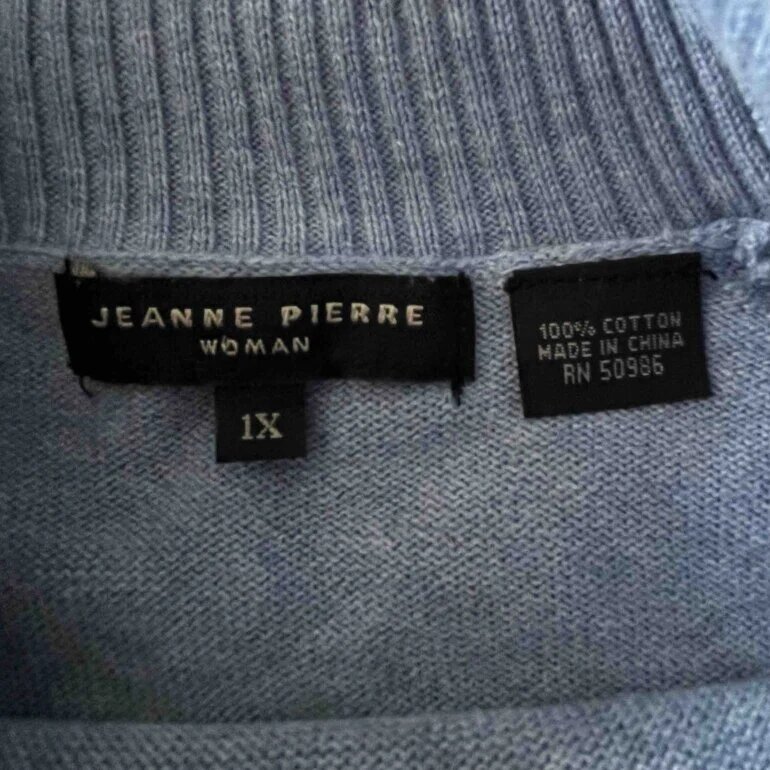 JEANNE PIERRE
WOMAN
1X
100% COTTON
MADE IN CHINA
RN 50986